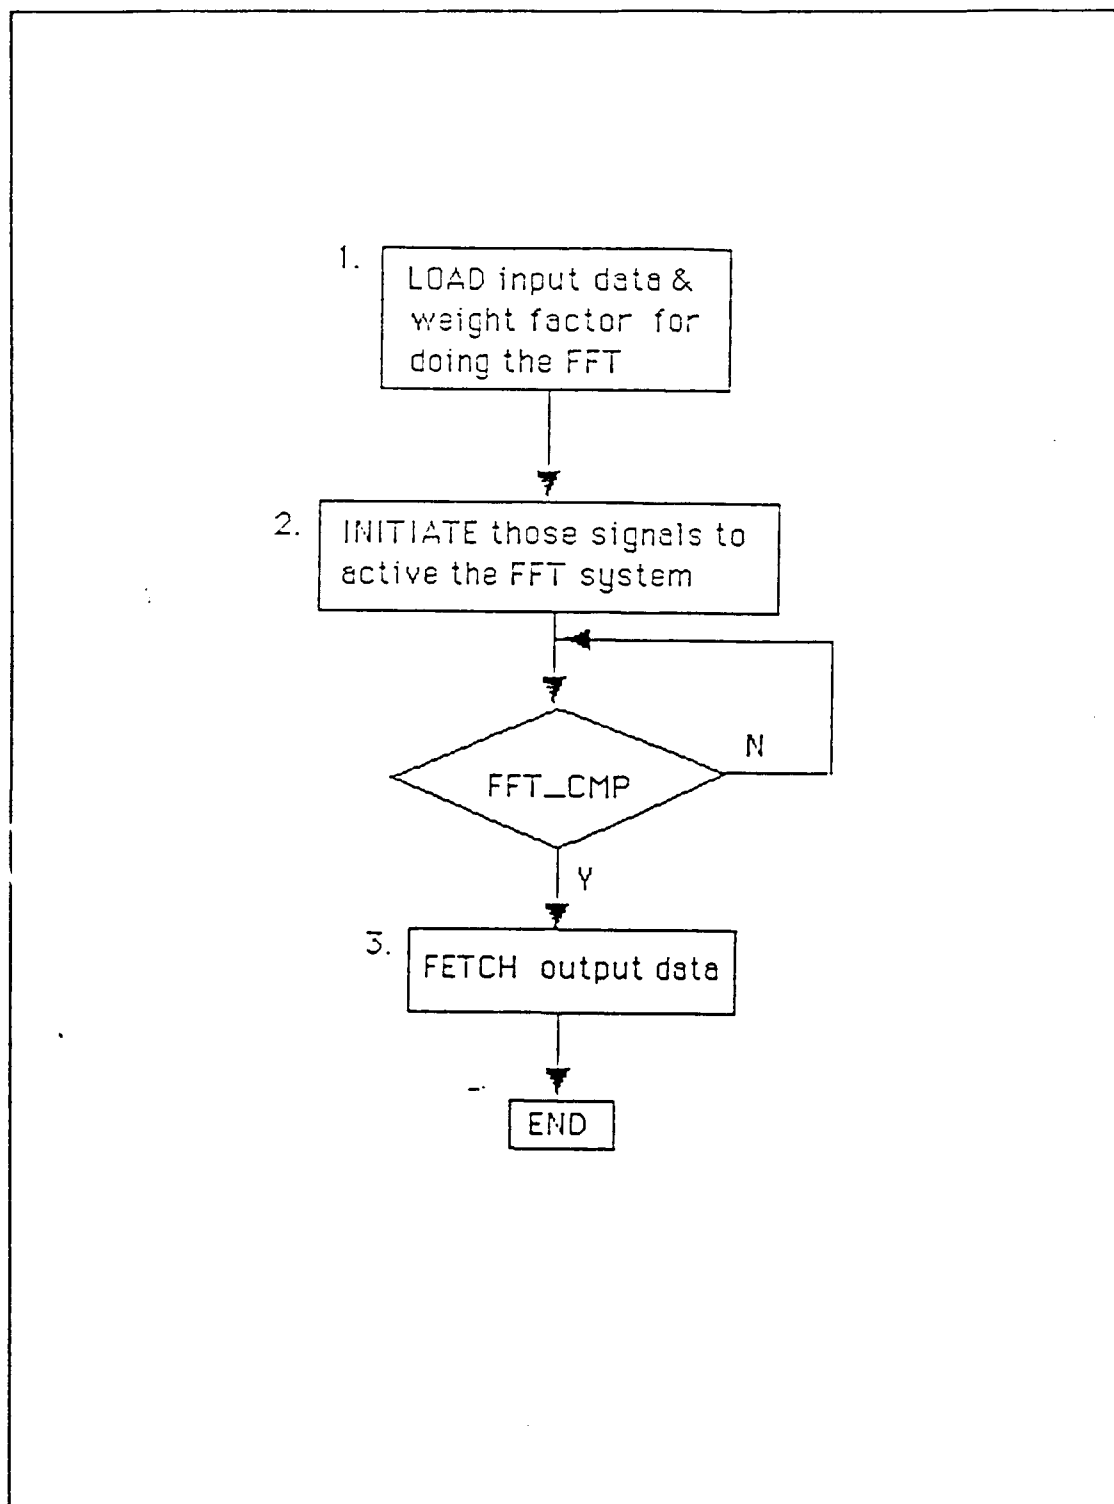 1.
LOAD input data &
weight factor for
doing the FFT
2.
INITIATE those signals to
active the FFT system
N
FFT_CMP
Y
3.
FETCH output data
END